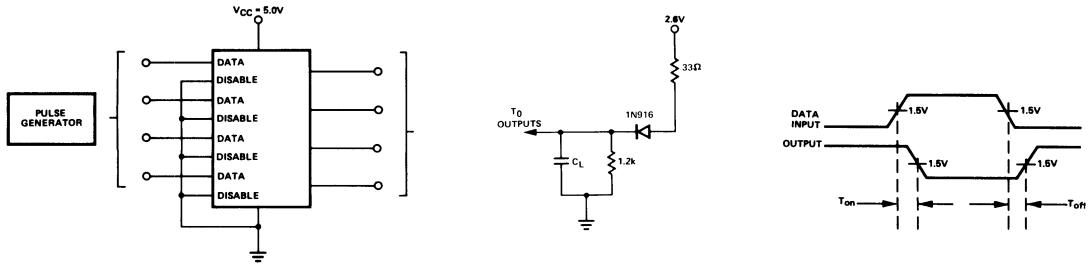 PULSE
GENERATOR
VCC = 5.0V
DATA
DISABLE
DATA
DISABLE
DATA
DISABLE
DATA
DISABLE
2.6V
33Ω
1N916
T0
OUTPUTS
CL
1.2k
DATA
INPUT
1.5V
1.5V
OUTPUT
1.5V
1.5V
Ton
Toff